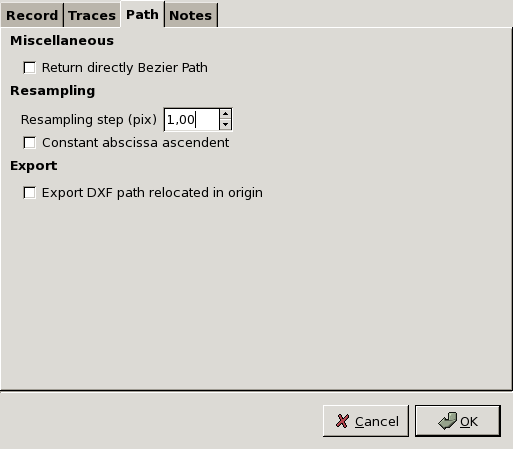 Record Traces Path Notes
Miscellaneous
Return directly Bezier Path
Resampling
Resampling step (pix) 1,00
Constant abscissa ascendent
Export
Export DXF path relocated in origin
Cancel OK